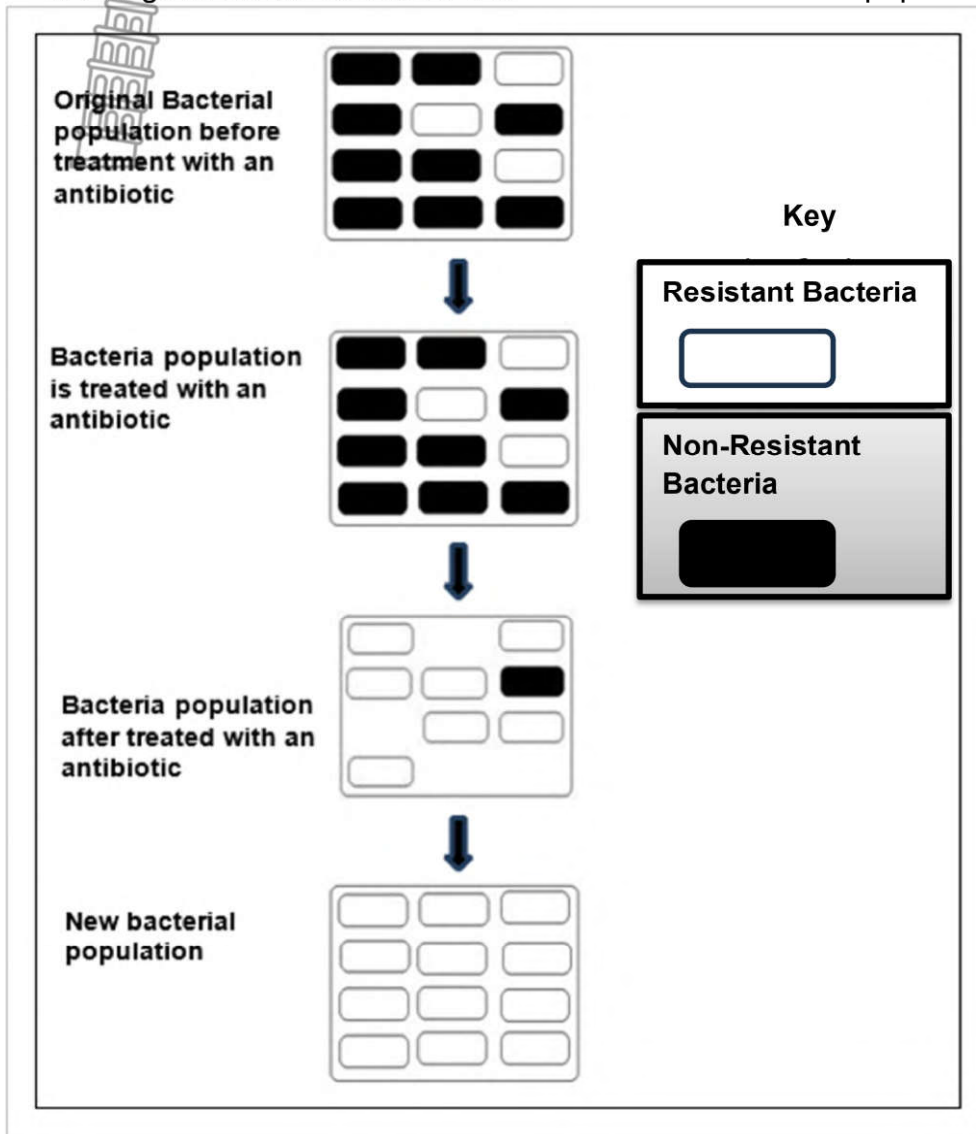 Original Bacterial
population before
treatment with an
antibiotic
Key
Resistant Bacteria
Bacteria population
is treated with an
antibiotic
Non-Resistant
Bacteria
Bacteria population
after treated with an
antibiotic
New bacterial
population